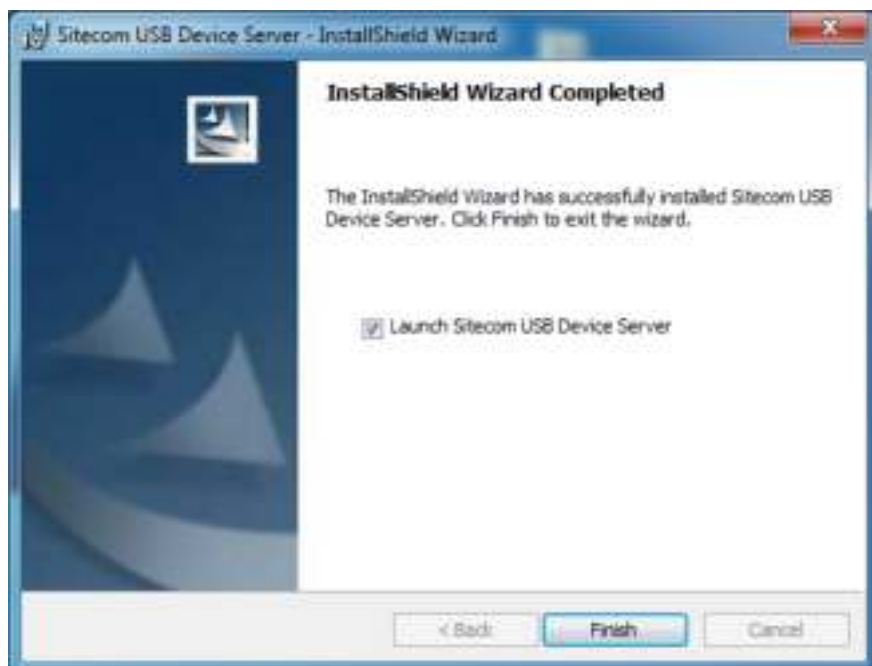 Sitecom USB Device Server - InstallShield Wizard
InstallShield Wizard Completed
The InstallShield Wizard has successfully installed Sitecom USB
Device Server. Click Finish to exit the wizard.
Launch Sitecom USB Device Server
< Back
Finish
Cancel